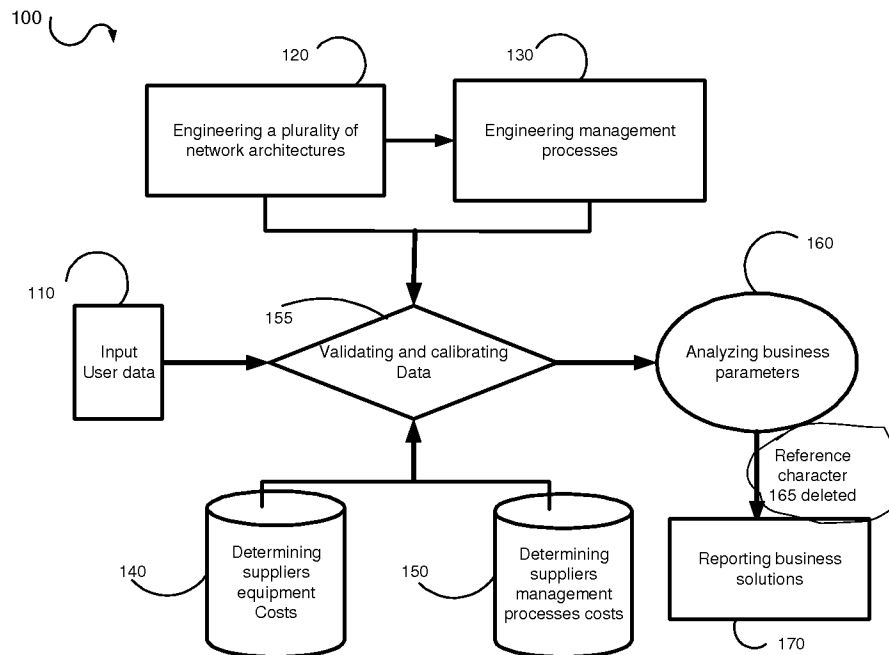 100
120
130
Engineering a plurality of
network architectures
Engineering management
processes
160
110
155
Input
User data
Validating and calibrating
Data
Analyzing business
parameters
Reference
character
165 deleted
140
Determining
suppliers
equipment
Costs
150
Determining
suppliers
management
processes costs
Reporting business
solutions
170